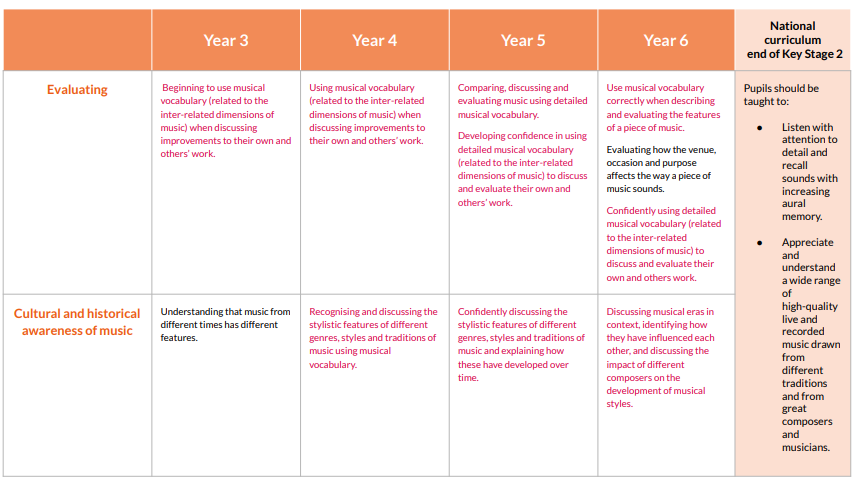 Year 3
Year 4
Year 5
Year 6
National
curriculum
end of Key Stage 2
Evaluating
Beginning to use musical
vocabulary (related to the
inter-related dimensions of
music) when discussing
improvements to their own and
others' work.
Using musical vocabulary
(related to the inter-related
dimensions of music) when
discussing improvements to
their own and others' work.
Comparing, discussing and
evaluating music using detailed
musical vocabulary.
Developing confidence in using
detailed musical vocabulary
(related to the inter-related
dimensions of music) to discuss
and evaluate their own and
others' work.
Use musical vocabulary
correctly when describing
and evaluating the features
of a piece of music.
Evaluating how the venue,
occasion and purpose
affects the way a piece of
music sounds.
Confidently using detailed
musical vocabulary (related
to the inter-related
dimensions of music) to
discuss and evaluate their
own and others work.
Pupils should be
taught to:
● Listen with
attention to
detail and
recall
sounds with
increasing
aural
memory.
● Appreciate
and
understand
a wide range
of
high-quality
live and
recorded
music drawn
from
different
traditions
and from
great
composers
and
musicians.
Cultural and historical
awareness of music
Understanding that music from
different times has different
features.
Recognising and discussing the
stylistic features of different
genres, styles and traditions of
music using musical
vocabulary.
Confidently discussing the
stylistic features of different
genres, styles and traditions of
music and explaining how
these have developed over
time.
Discussing musical eras in
context, identifying how
they have influenced each
other, and discussing the
impact of different
composers on the
development of musical
styles.